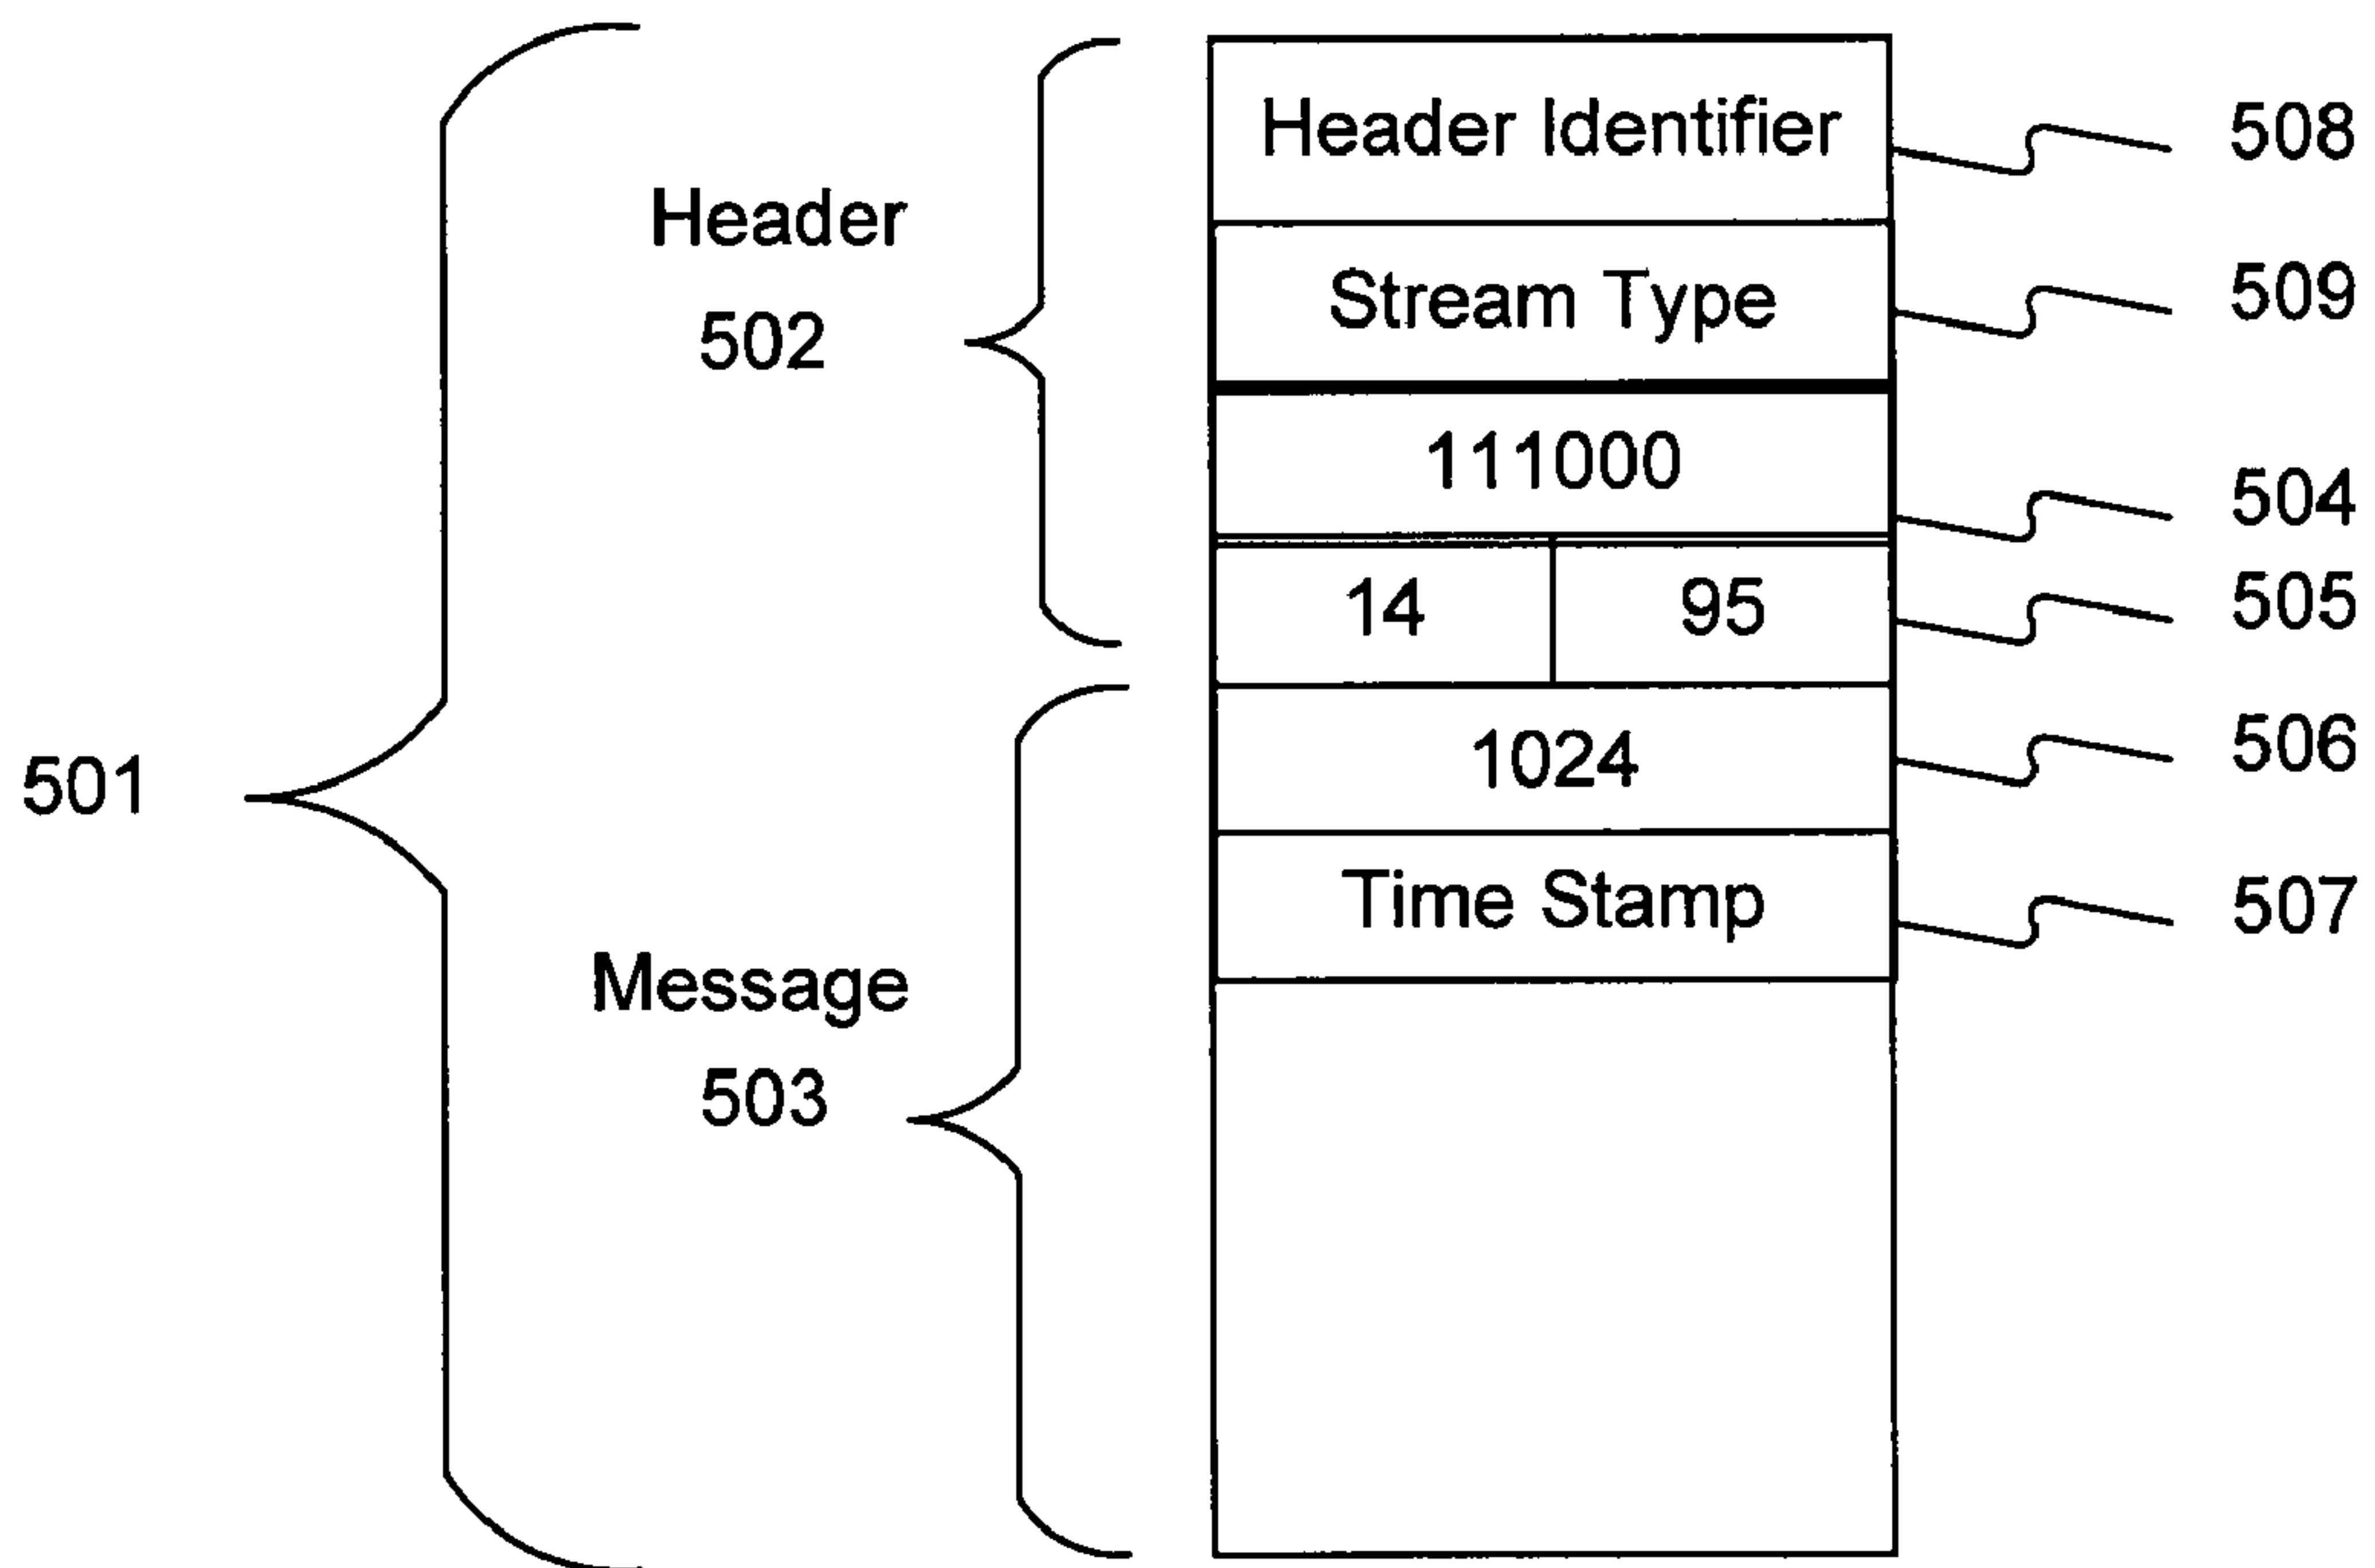 Header Identifier 508
Header
502
Stream Type 509
111000 504
14 95 505
501
1024 506
Time Stamp 507
Message
503